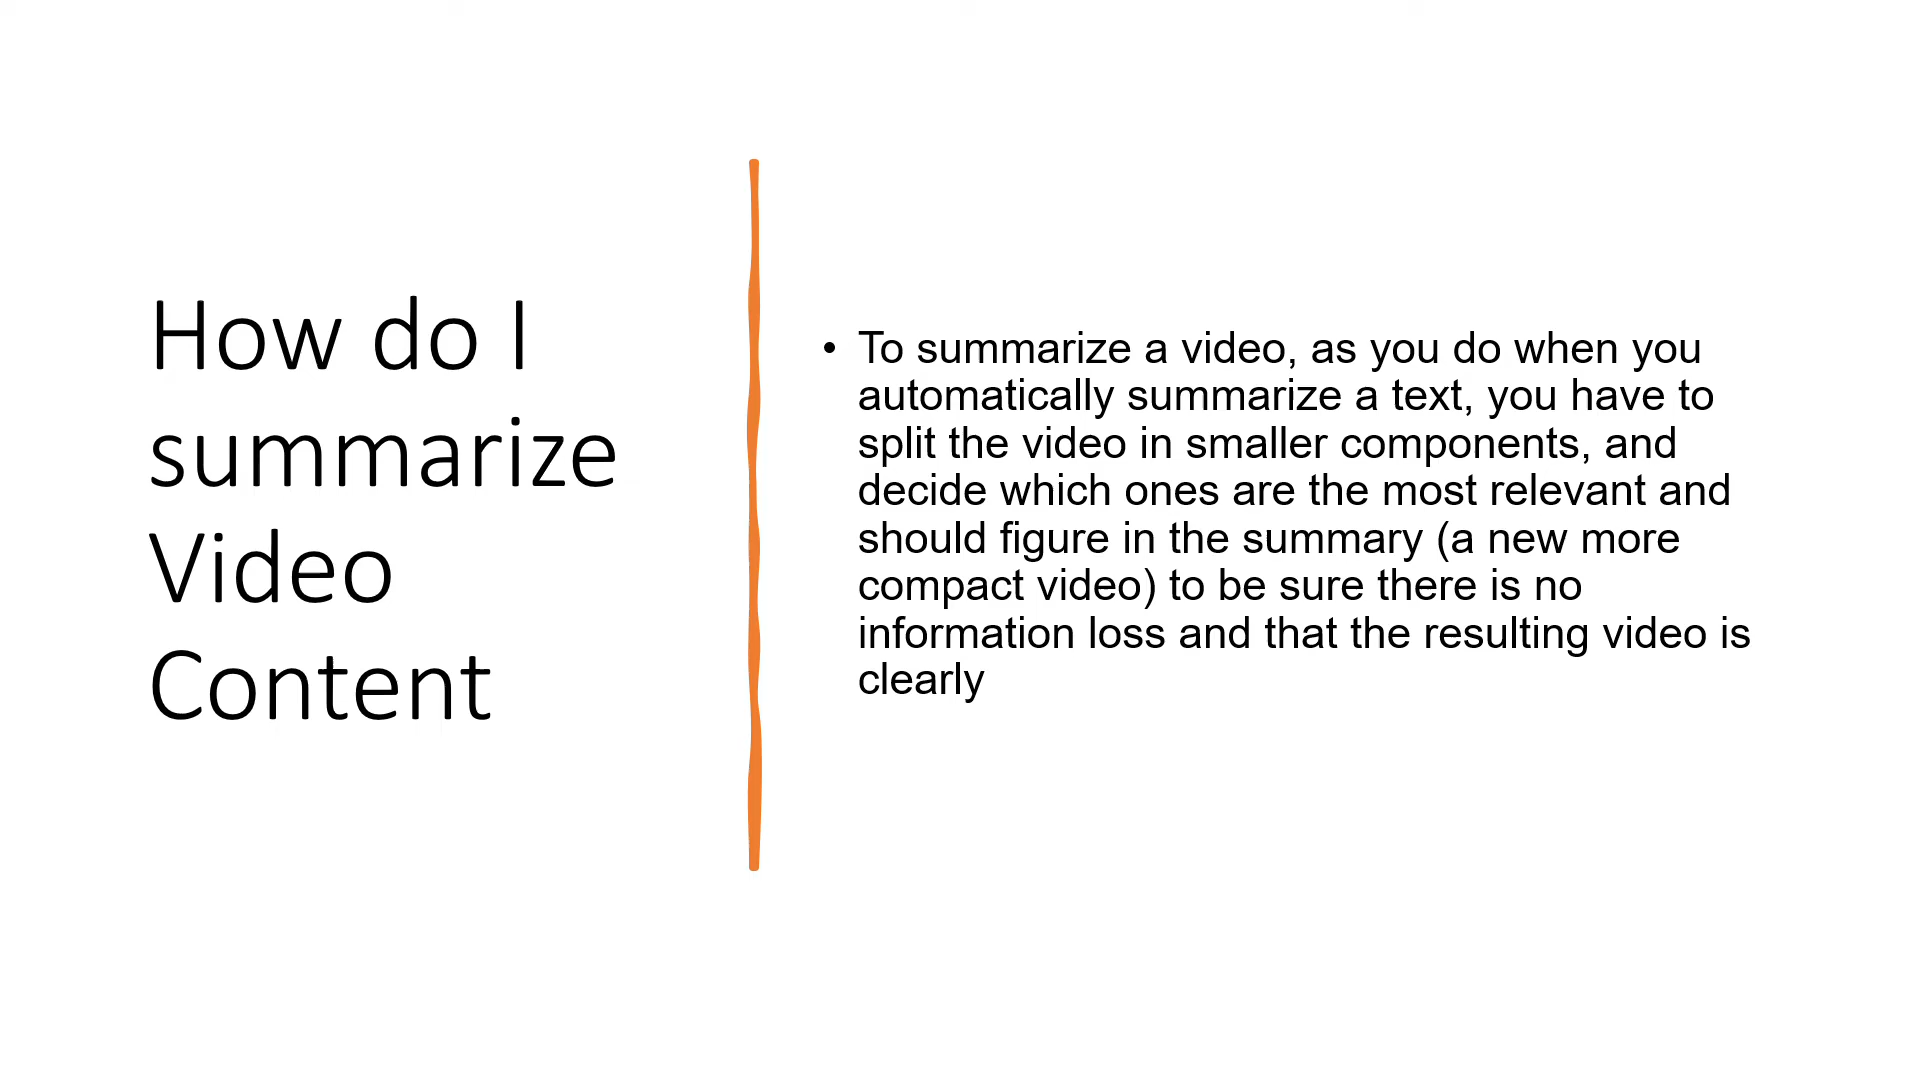 How do I
summarize
Video
Content
• To summarize a video, as you do when you
automatically summarize a text, you have to
split the video in smaller components, and
decide which ones are the most relevant and
should figure in the summary (a new more
compact video) to be sure there is no
information loss and that the resulting video is
clearly